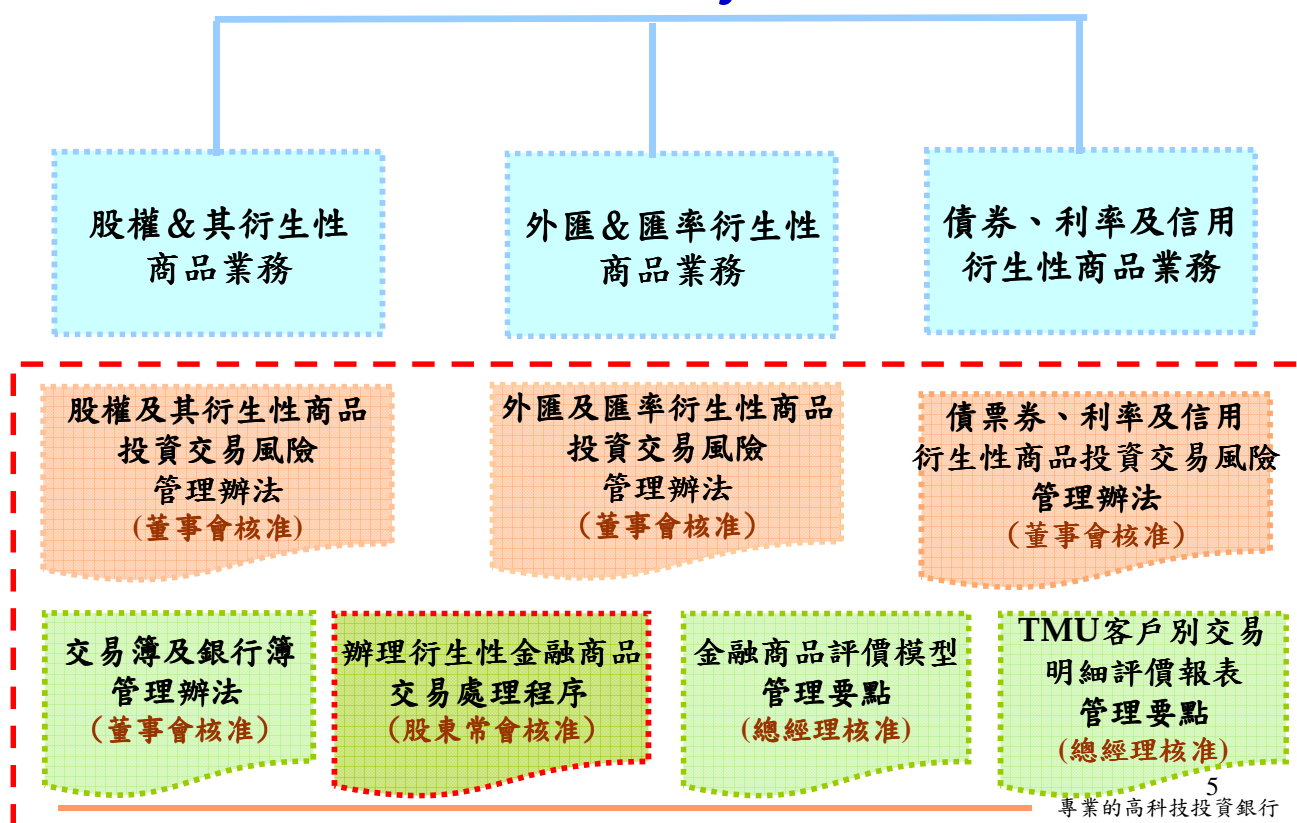 股權＆其衍生性
商品業務
外匯＆匯率衍生性
商品業務
債券、利率及信用
衍生性商品業務
股權及其衍生性商品
投資交易風險
管理辦法
(董事會核准)
外匯及匯率衍生性商品
投資交易風險
管理辦法
（董事會核准）
債票券、利率及信用
衍生性商品投資交易風險
管理辦法
（董事會核准）
交易簿及銀行簿
管理辦法
（董事會核准）
辦理衍生性金融商品
交易處理程序
（股東常會核准）
金融商品評價模型
管理要點
(總經理核准)
TMU客戶別交易
明細評價報表
管理要點
(總經理核准)
5
專業的高科技投資銀行